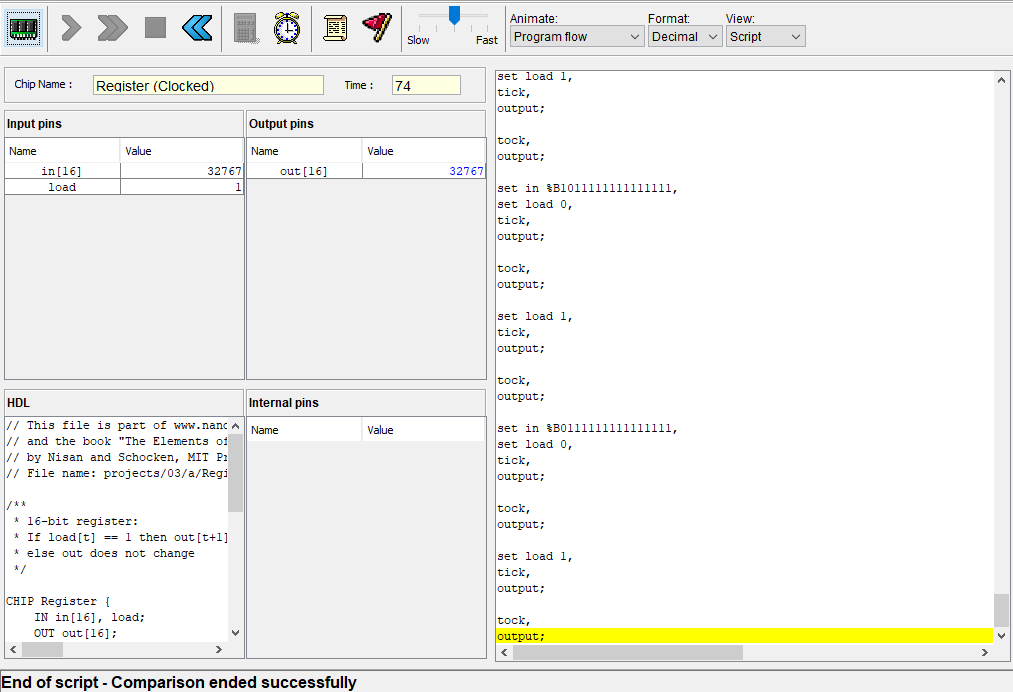 Slow Fast
Animate:
Program flow
Format:
Decimal
View:
Script
Chip Name : Register (Clocked) Time : 74
Input pins
Name Value
in[16] 32767
load 1
Output pins
Name Value
out[16] 32767
HDL
// This file is part of www.nand
// and the book "The Elements of
// by Nisan and Schocken, MIT Pr
// File name: projects/03/a/Regi
/**
* 16-bit register:
* If load[t] == 1 then out[t+1]
* else out does not change
*/
CHIP Register {
IN in[16], load;
OUT out[16];
Internal pins
Name Value
set load 1,
tick,
output;
tock,
output;
set in %B1011111111111111,
set load 0,
tick,
output;
tock,
output;
set load 1,
tick,
output;
tock,
output;
set in %B0111111111111111,
set load 0,
tick,
output;
tock,
output;
set load 1,
tick,
output;
tock,
output;
End of script - Comparison ended successfully